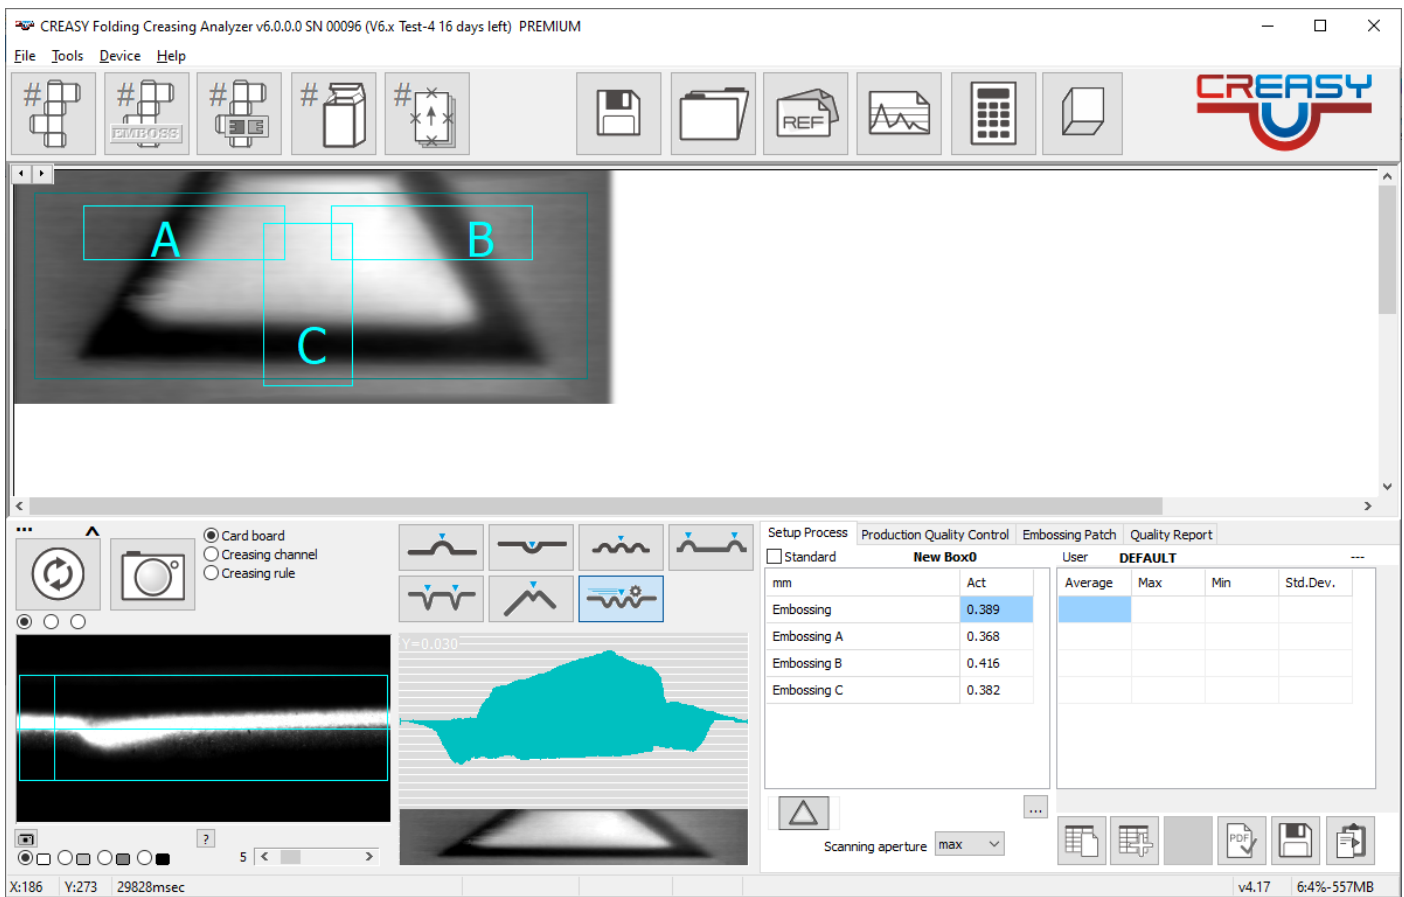 CREASY Folding Creasing Analyzer v6.0.0.0 SN 00096 (V6.x Test-4 16 days left) PREMIUM
File Tools Device Help
# # # # #
EMBOSS
REF
CREASY
A B
C
Card board
Creasing channel
Creasing rule
Y=0.030
5
Setup Process Production Quality Control Embossing Patch Quality Report
Standard New Box0 User DEFAULT ---
mm Act Average Max Min Std.Dev.
Embossing 0.389
Embossing A 0.368
Embossing B 0.416
Embossing C 0.382
...
Scanning aperture max
PDF
?
X:186 Y:273 29828msec v4.17 6:4%-557MB